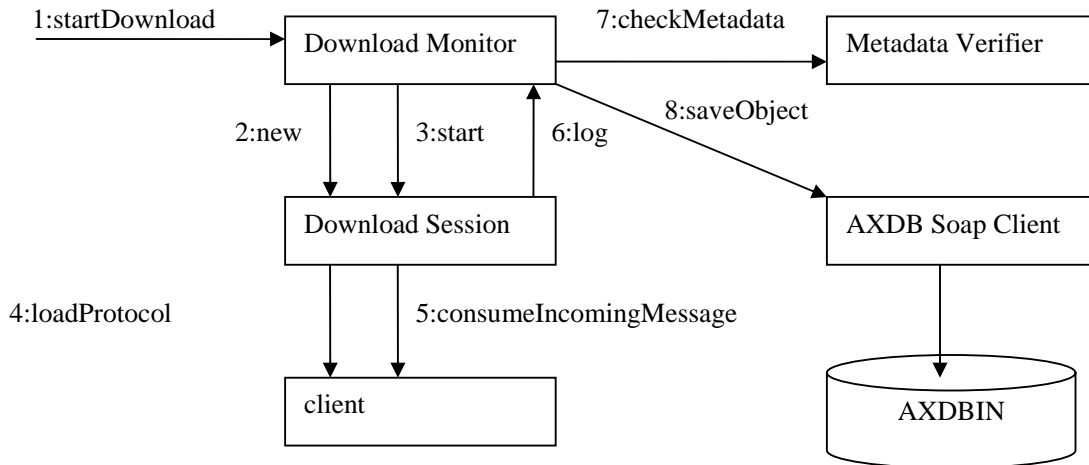 1:startDownload
7:checkMetadata
Download Monitor
Metadata Verifier
2:new
3:start
6:log
8:saveObject
Download Session
AXDB Soap Client
4:loadProtocol
5:consumeIncomingMessage
client
AXDBIN